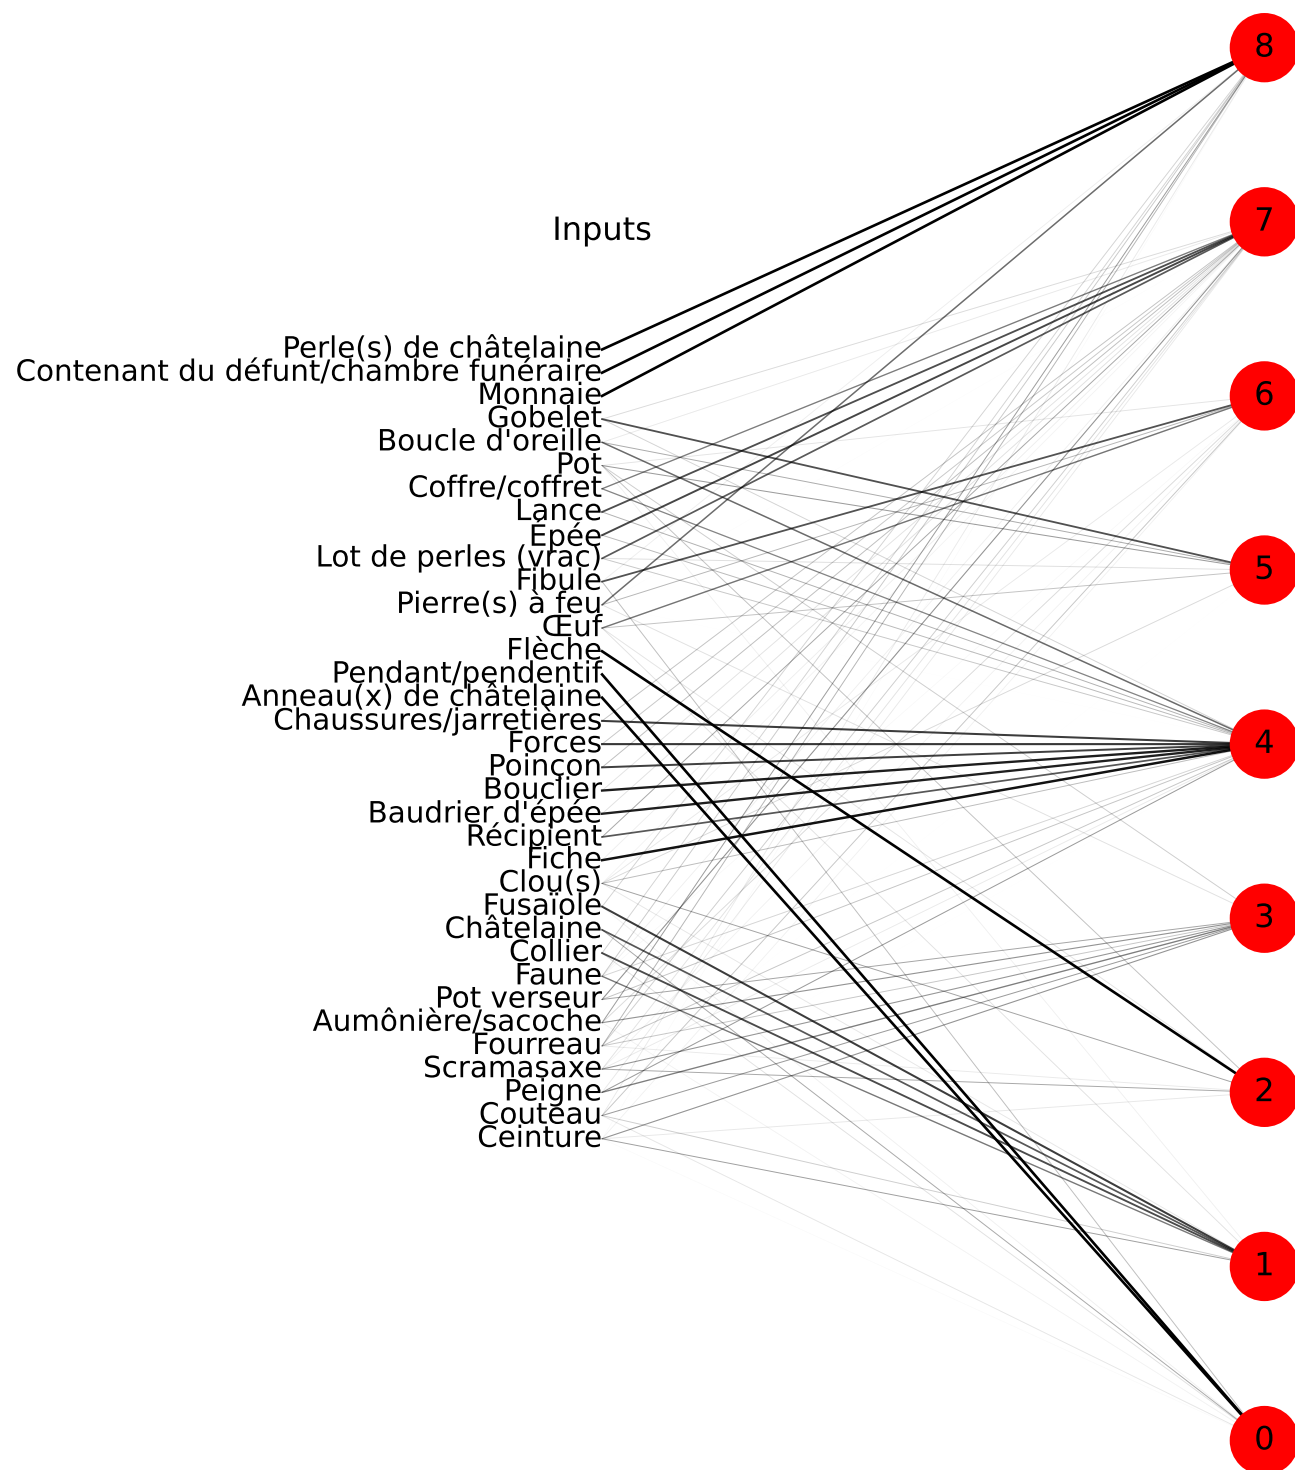 8
7
Inputs
Perle(s) de châtelaine
Contenant du défunt/chambre funéraire
Monnaie
6
Gobelet
Boucle d'oreille
Pot
Coffre/coffret
Lance
Épée
Lot de perles (vrac)
5
Fibule
Pierre(s) à feu
Œuf
Flèche
Pendant/pendentif
Anneau(x) de châtelaine
Chaussures/jarretières
Forces
4
Poinçon
Bouclier
Baudrier d'épée
Récipient
Fiche
Clou(s)
Fusaïole
3
Châtelaine
Collier
Faune
Pot verseur
Aumônière/sacoche
Fourreau
Scramasaxe
Peigne
2
Couteau
Ceinture
1
0